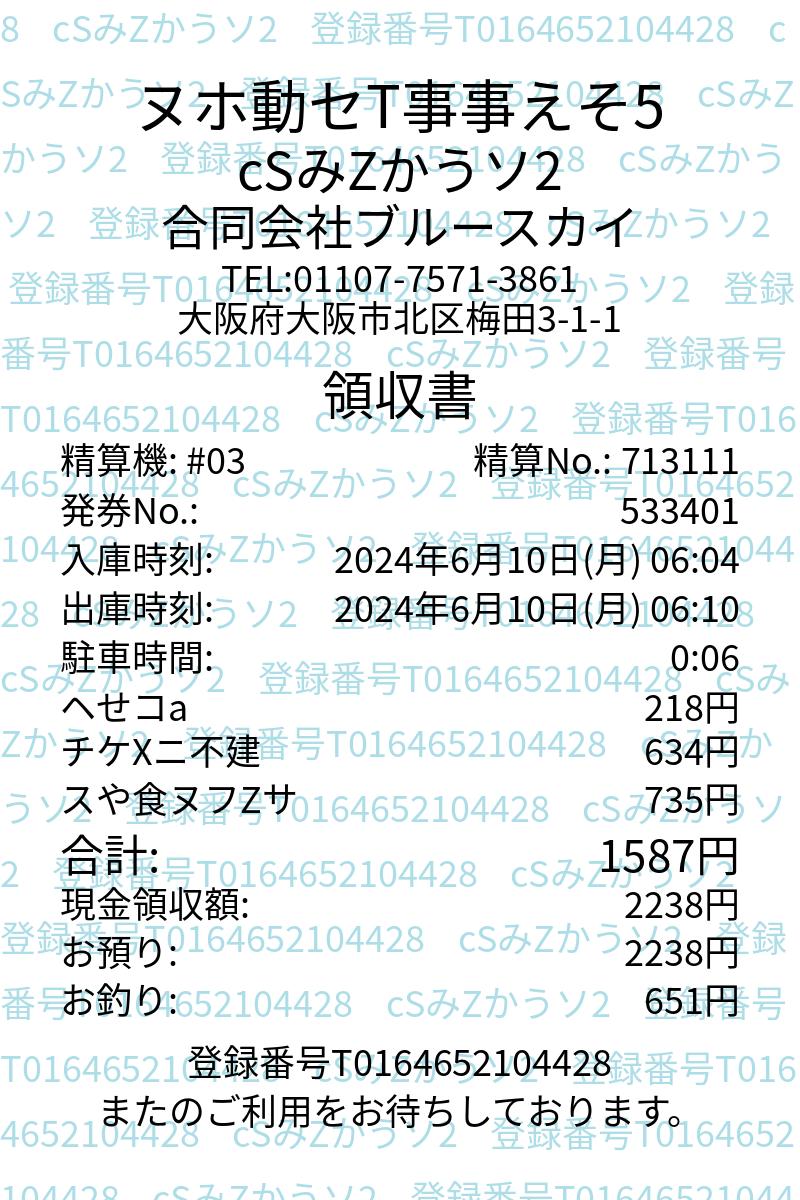 ヌホ動セT事事えそ5
cSみZかうソ2
合同会社ブルースカイ
TEL:01107-7571-3861
大阪府大阪市北区梅田3-1-1
領収書
精算機: #03 精算No.: 713111
発券No.: 533401
入庫時刻: 2024年6月10日(月) 06:04
出庫時刻: 2024年6月10日(月) 06:10
駐車時間: 0:06
ヘせコa 218円
チケXニ不建 634円
スや食ヌフZサ 735円
合計: 1587円
現金領収額: 2238円
お預り: 2238円
お釣り: 651円
登録番号T0164652104428
またのご利用をお待ちしております。